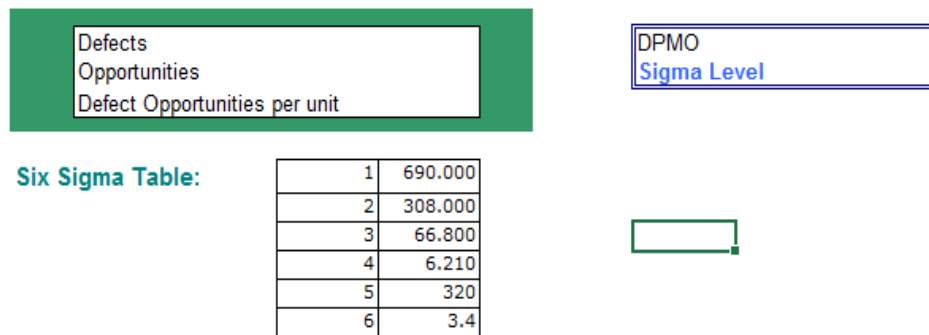 Defects
Opportunities
Defect Opportunities per unit
DPMO
Sigma Level
Six Sigma Table:
1 690.000
2 308.000
3 66.800
4 6.210
5 320
6 3.4